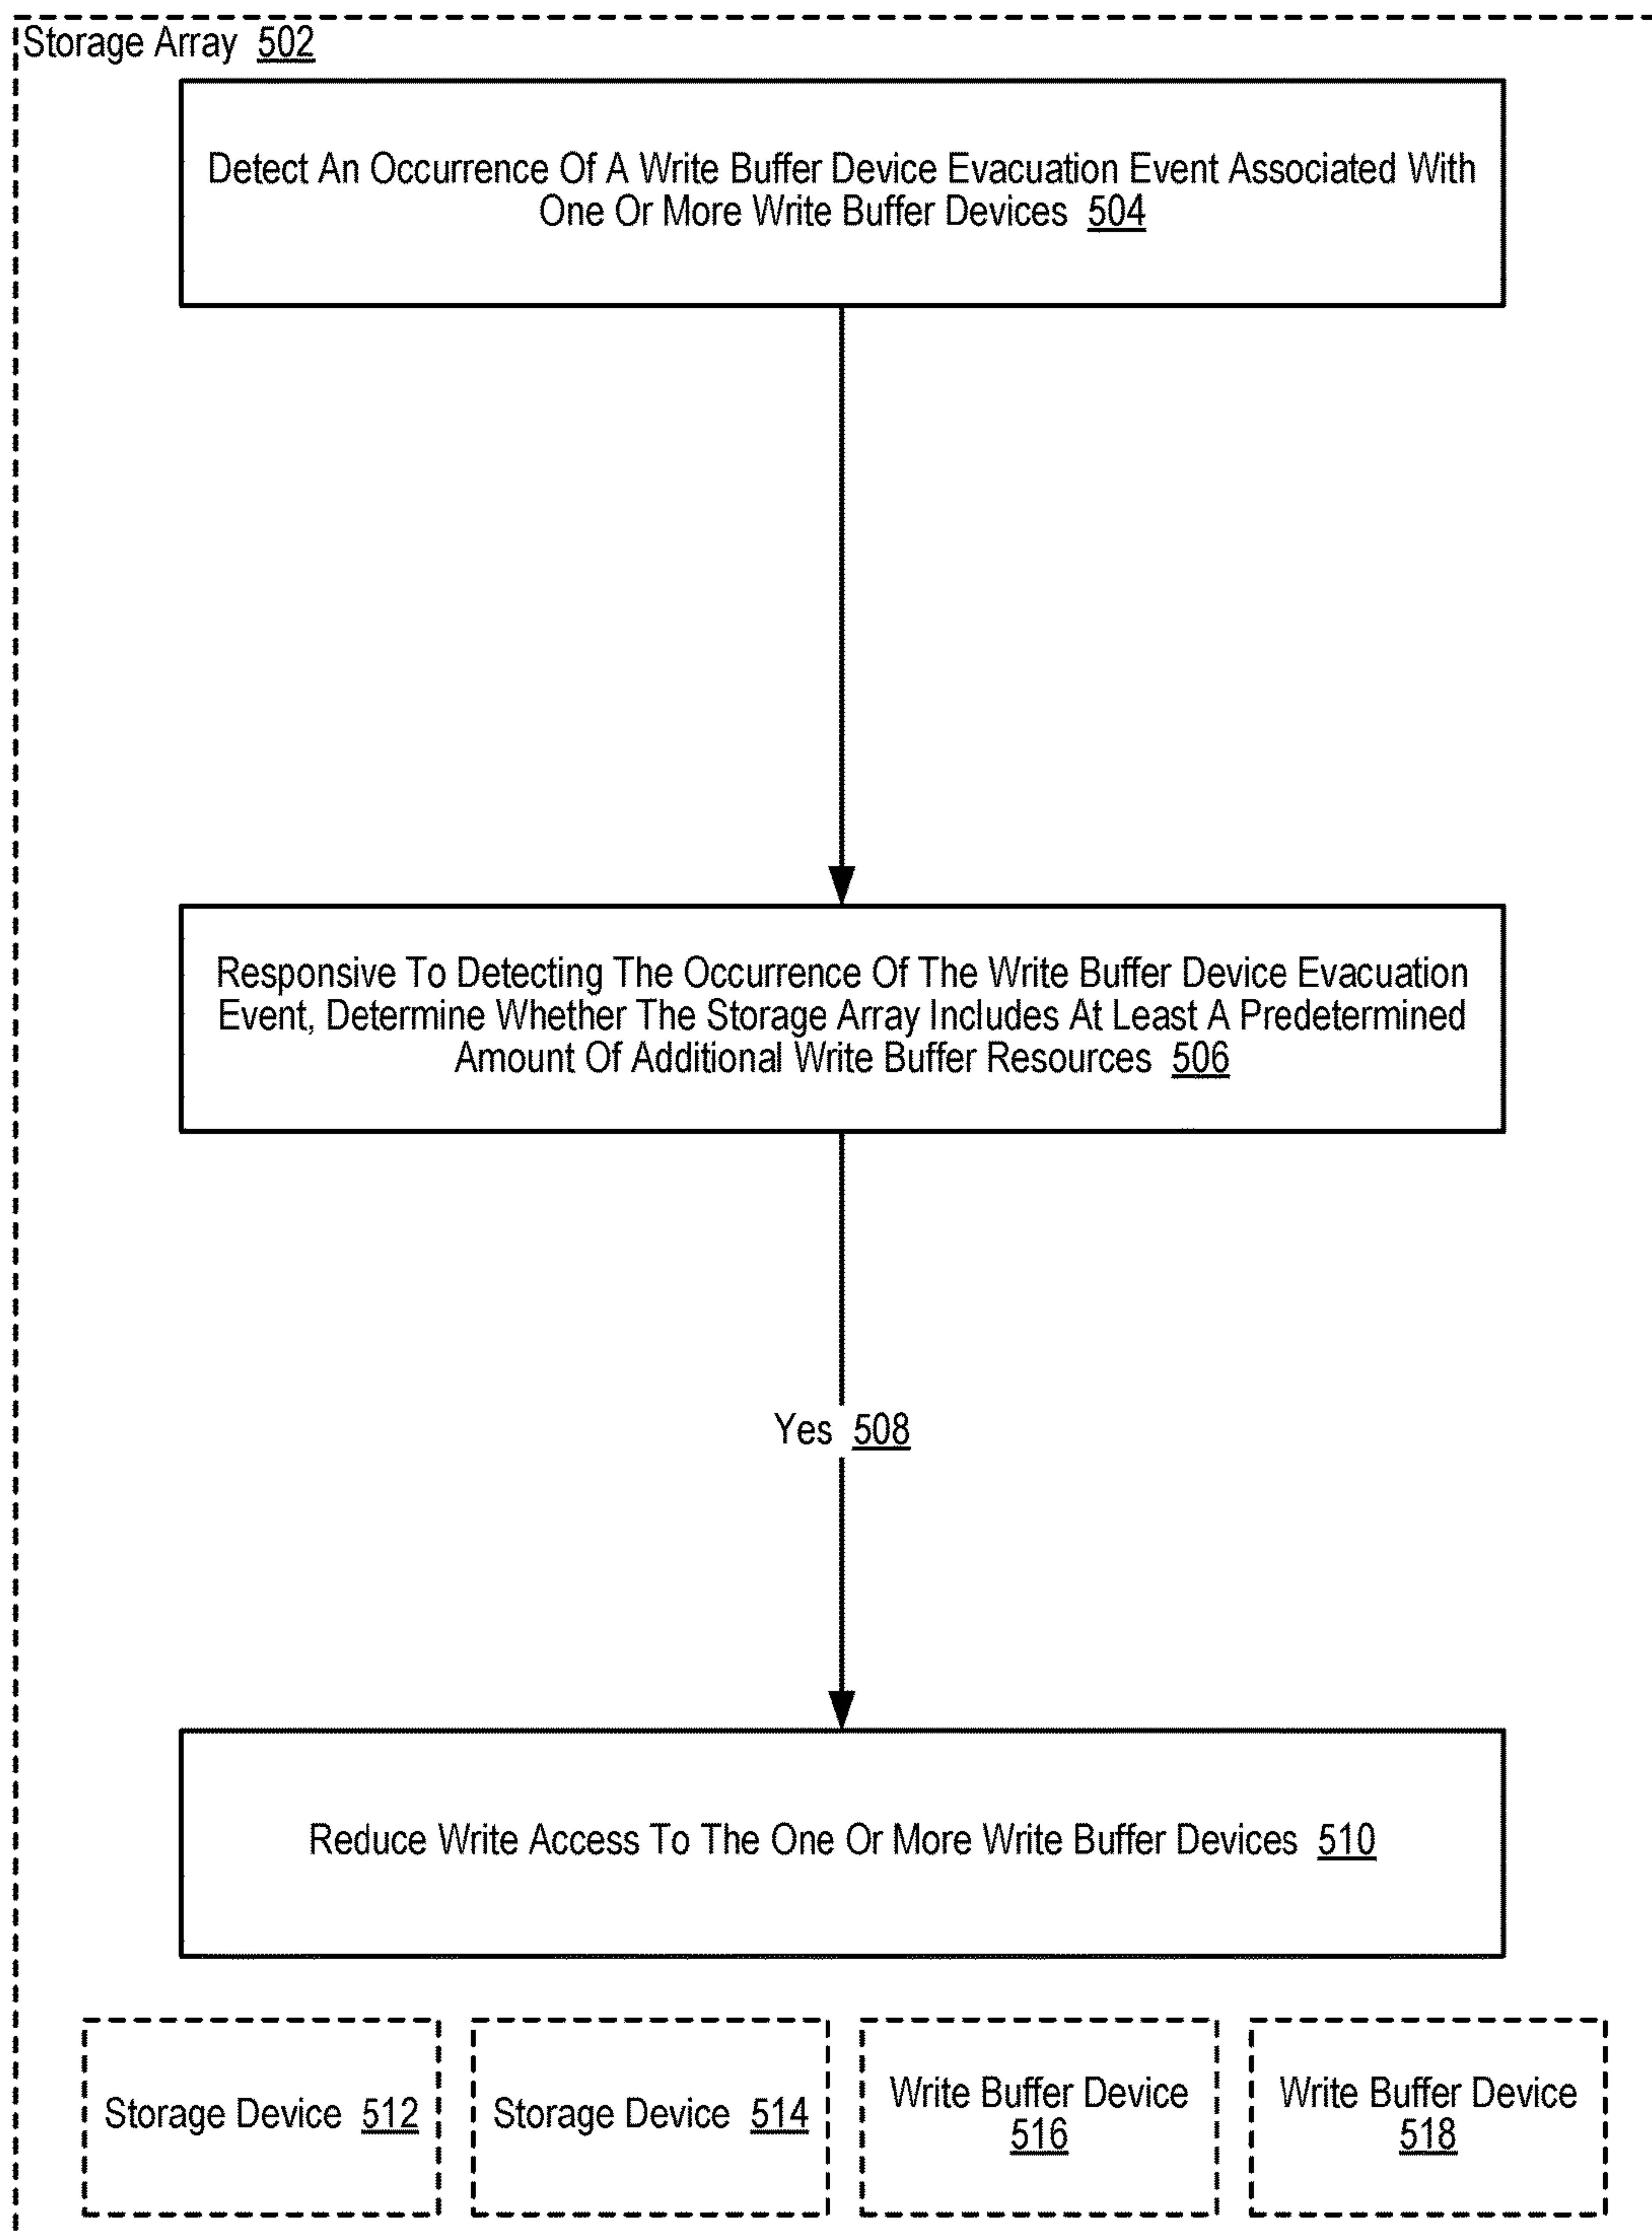 Storage Array 502
Detect An Occurrence Of A Write Buffer Device Evacuation Event Associated With
One Or More Write Buffer Devices 504
Responsive To Detecting The Occurrence Of The Write Buffer Device Evacuation
Event, Determine Whether The Storage Array Includes At Least A Predetermined
Amount Of Additional Write Buffer Resources 506
Yes 508
Reduce Write Access To The One Or More Write Buffer Devices 510
Storage Device 512
Storage Device 514
Write Buffer Device
516
Write Buffer Device
518